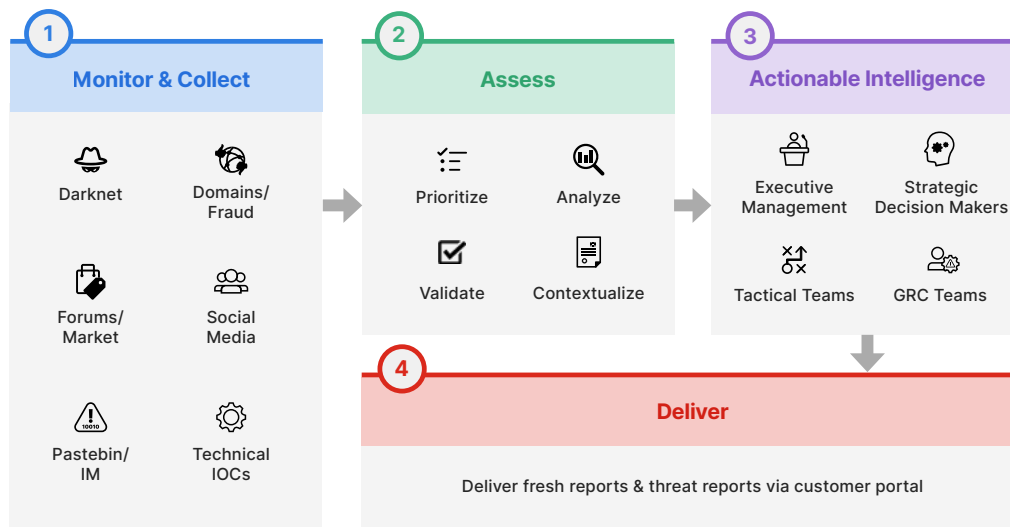 1
Monitor & Collect
Darknet
Domains/
Fraud
Forums/
Market
Social
Media
10010
Pastebin/
IM
Technical
IOCs
2
Assess
Prioritize
Analyze
Validate
Contextualize
3
Actionable Intelligence
Executive
Management
Strategic
Decision Makers
Tactical Teams
GRC Teams
4
Deliver
Deliver fresh reports & threat reports via customer portal